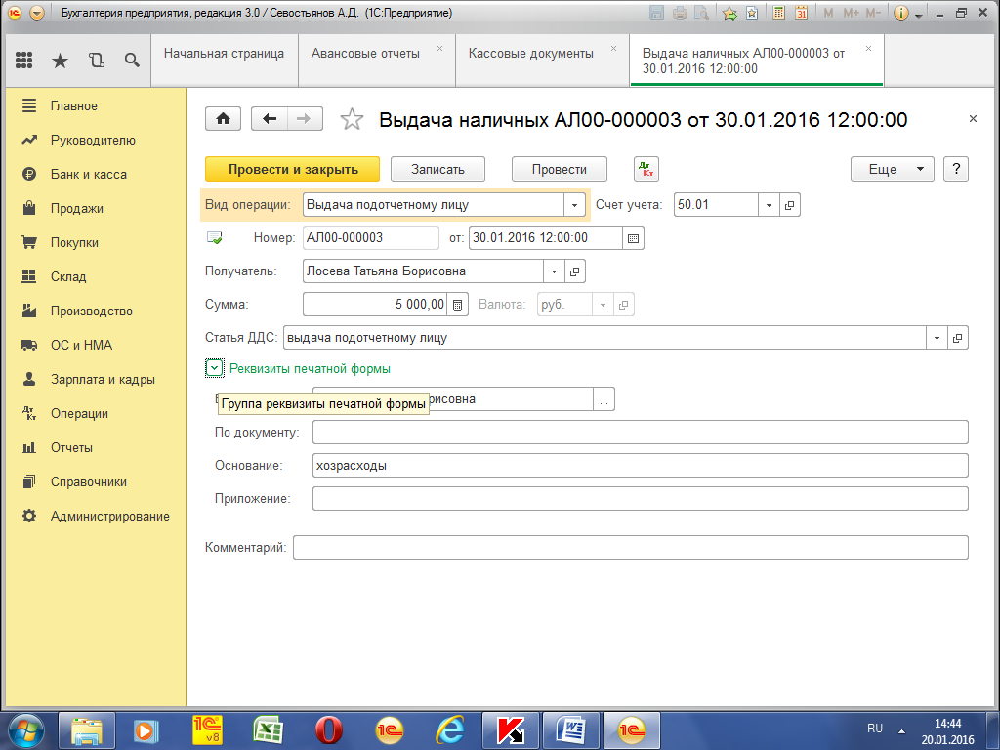 Бухгалтерия предприятия, редакция 3.0 / Севостьянов А.Д. (1С:Предприятие)
M M+ M-
Начальная страница
Авансовые отчеты
Кассовые документы
Выдача наличных АЛ00-000003 от
30.01.2016 12:00:00
Главное
Руководителю
Банк и касса
Продажи
Покупки
Склад
Производство
ОС и НМА
Зарплата и кадры
Операции
Отчеты
Справочники
Администрирование
Выдача наличных АЛ00-000003 от 30.01.2016 12:00:00
Провести и закрыть
Записать
Провести
Дт
Кт
Еще
?
Вид операции: Выдача подотчетному лицу
Счет учета: 50.01
Номер: АЛ00-000003 от: 30.01.2016 12:00:00
Получатель: Лосева Татьяна Борисовна
Сумма: 5 000,00 Валюта: руб.
Статья ДДС: выдача подотчетному лицу
Реквизиты печатной формы
Группа реквизиты печатной формы
...
По документу:
Основание: хозрасходы
Приложение:
Комментарий:
RU
14:44
20.01.2016